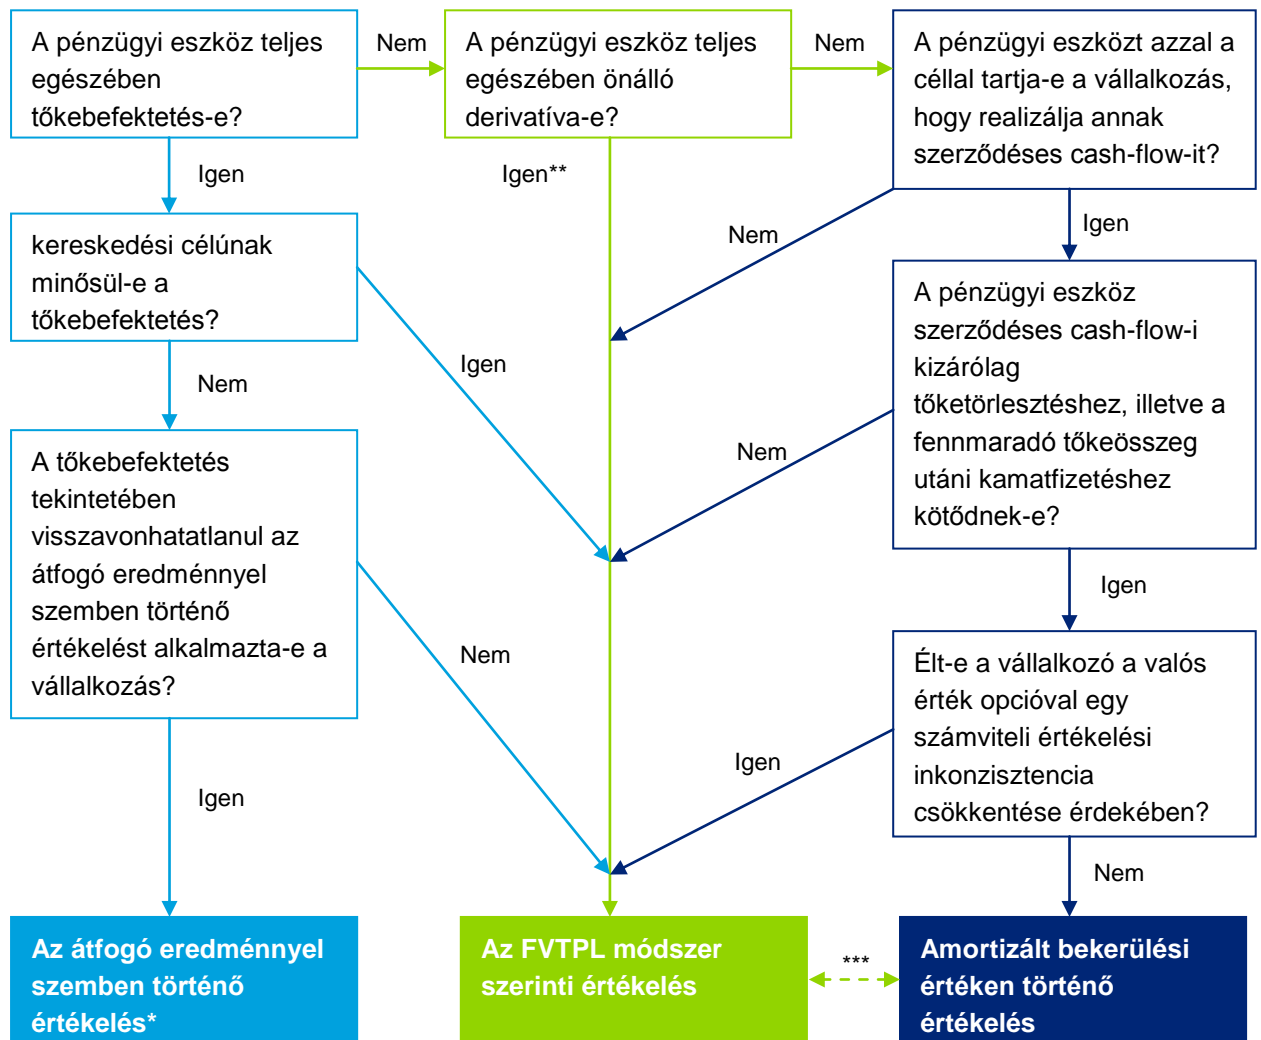 A pénzügyi eszköz teljes
egészében
tőkebefektetés-e?
Nem
A pénzügyi eszköz teljes
egészében önálló
derivatíva-e?
Nem
A pénzügyi eszközt azzal a
céllal tartja-e a vállalkozás,
hogy realizálja annak
szerződéses cash-flow-it?
Igen
Igen**
Nem
Igen
kereskedési célúnak
minősül-e a
tőkebefektetés?
Igen
Nem
A pénzügyi eszköz
szerződéses cash-flow-i
kizárólag
tőketörlesztéshez, illetve a
fennmaradó tőkeösszeg
utáni kamatfizetéshez
kötődnek-e?
Nem
A tőkebefektetés
tekintetében
visszavonhatatlanul az
átfogó eredménnyel
szemben történő
értékelést alkalmazta-e a
vállalkozás?
Nem
Igen
Élt-e a vállalkozó a valós
érték opcióval egy
számviteli értékelési
inkonzisztencia
csökkentése érdekében?
Igen
Igen
Nem
Az átfogó eredménnyel
szemben történő
értékelés*
Az FVTPL módszer
szerinti értékelés
***
Amortizált bekerülési
értéken történő
értékelés